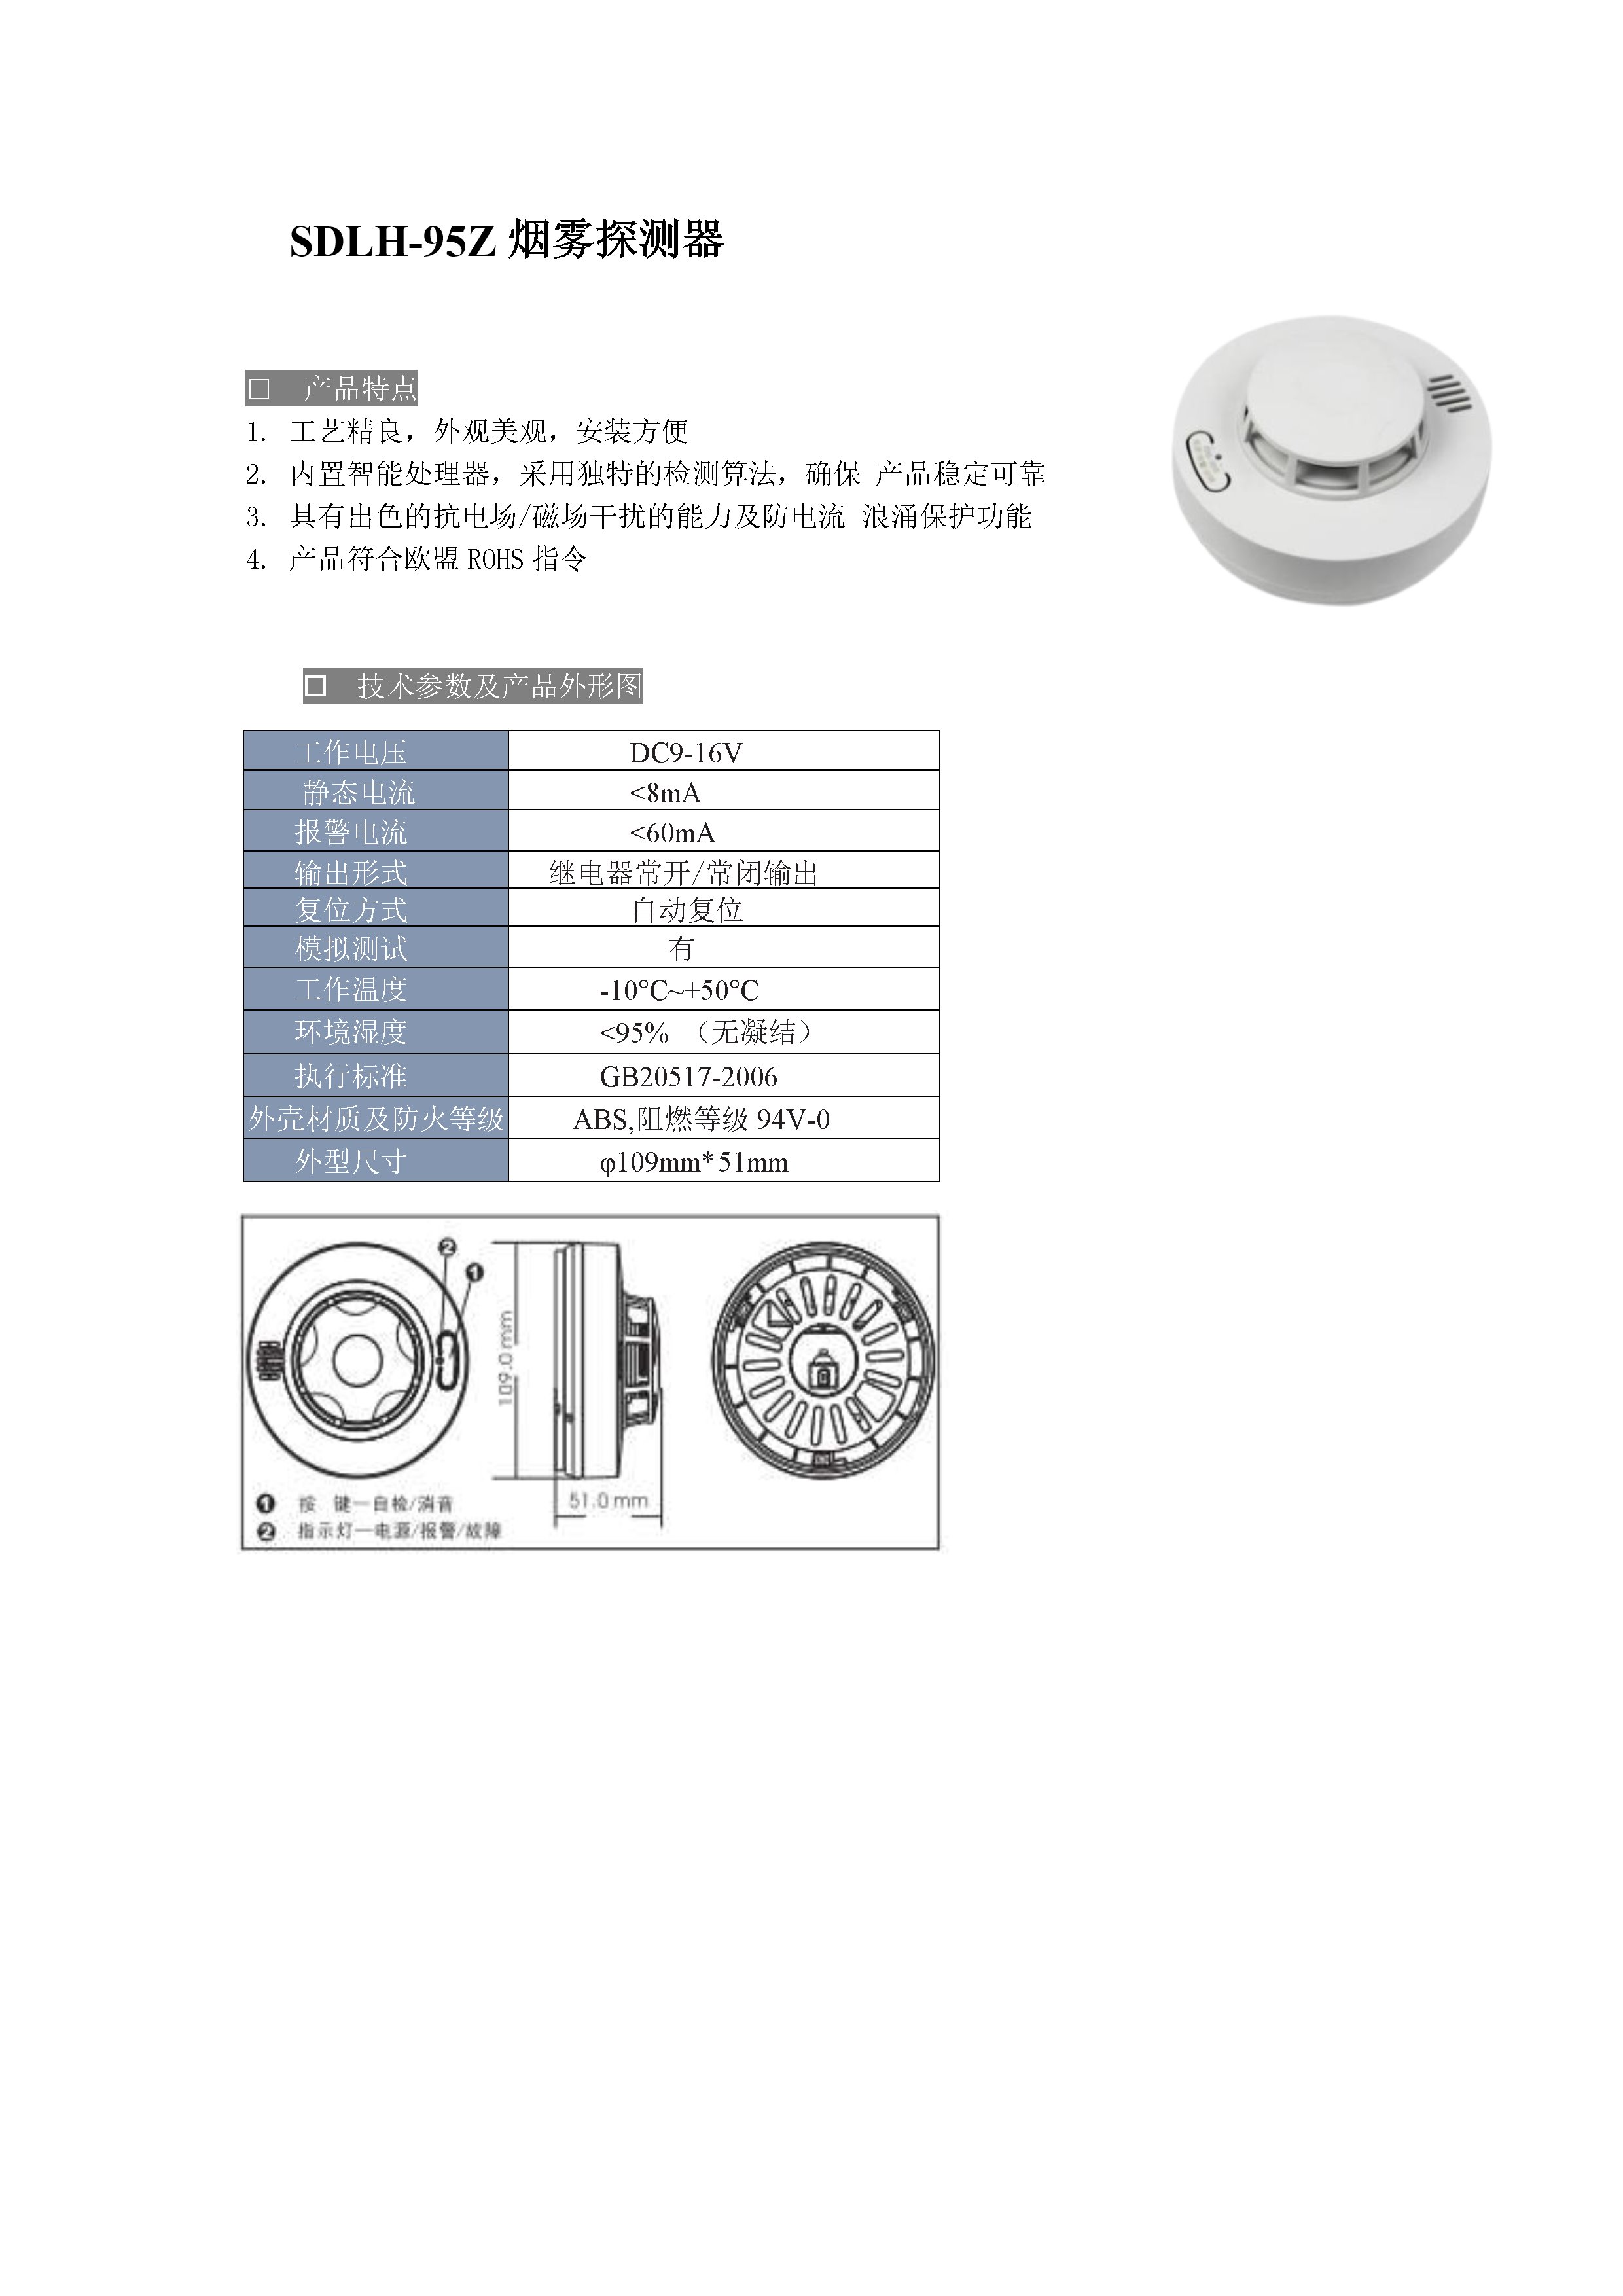 SDLH-95Z 烟雾探测器
□ 产品特点
1. 工艺精良，外观美观，安装方便
2. 内置智能处理器，采用独特的检测算法，确保 产品稳定可靠
3. 具有出色的抗电场/磁场干扰的能力及防电流 浪涌保护功能
4. 产品符合欧盟 ROHS 指令
□ 技术参数及产品外形图
工作电压 DC9-16V
静态电流 <8mA
报警电流 <60mA
输出形式 继电器常开/常闭输出
复位方式 自动复位
模拟测试 有
工作温度 -10°C~+50°C
环境湿度 <95% （无凝结）
执行标准 GB20517-2006
外壳材质及防火等级 ABS,阻燃等级 94V-0
外型尺寸 φ109mm*51mm
❷
❶
109.0mm
51.0mm
❶ 按 键—自检/消音
❷ 指示灯—电源/报警/故障